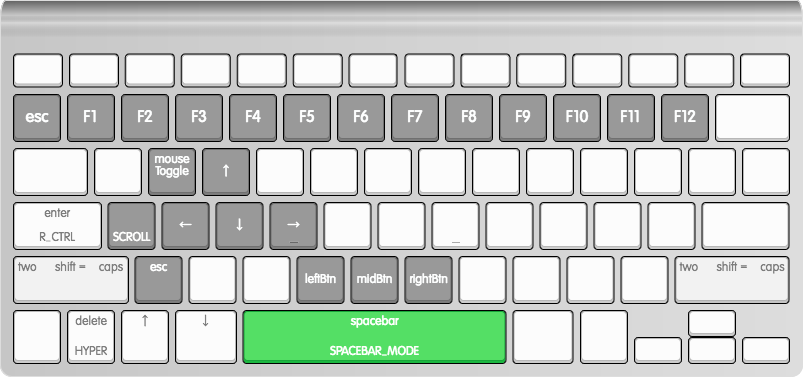 esc F1 F2 F3 F4 F5 F6 F7 F8 F9 F10 F11 F12
mouse
Toggle
↑
enter
R_CTRL
SCROLL
←
↓
→
_
_
two shift = caps
esc
leftBtn
midBtn
rightBtn
two shift = caps
delete
HYPER
↑
↓
spacebar
SPACEBAR_MODE